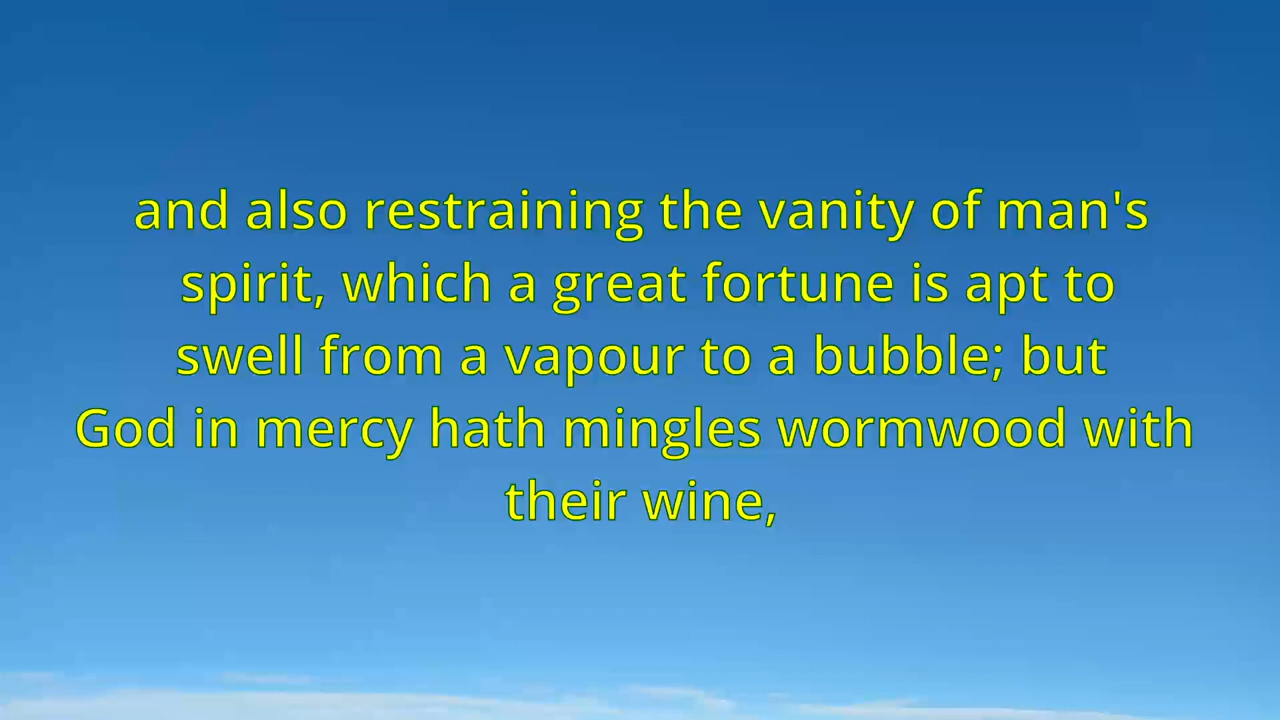 and also restraining the vanity of man's
spirit, which a great fortune is apt to
swell from a vapour to a bubble; but
God in mercy hath mingles wormwood with
their wine,